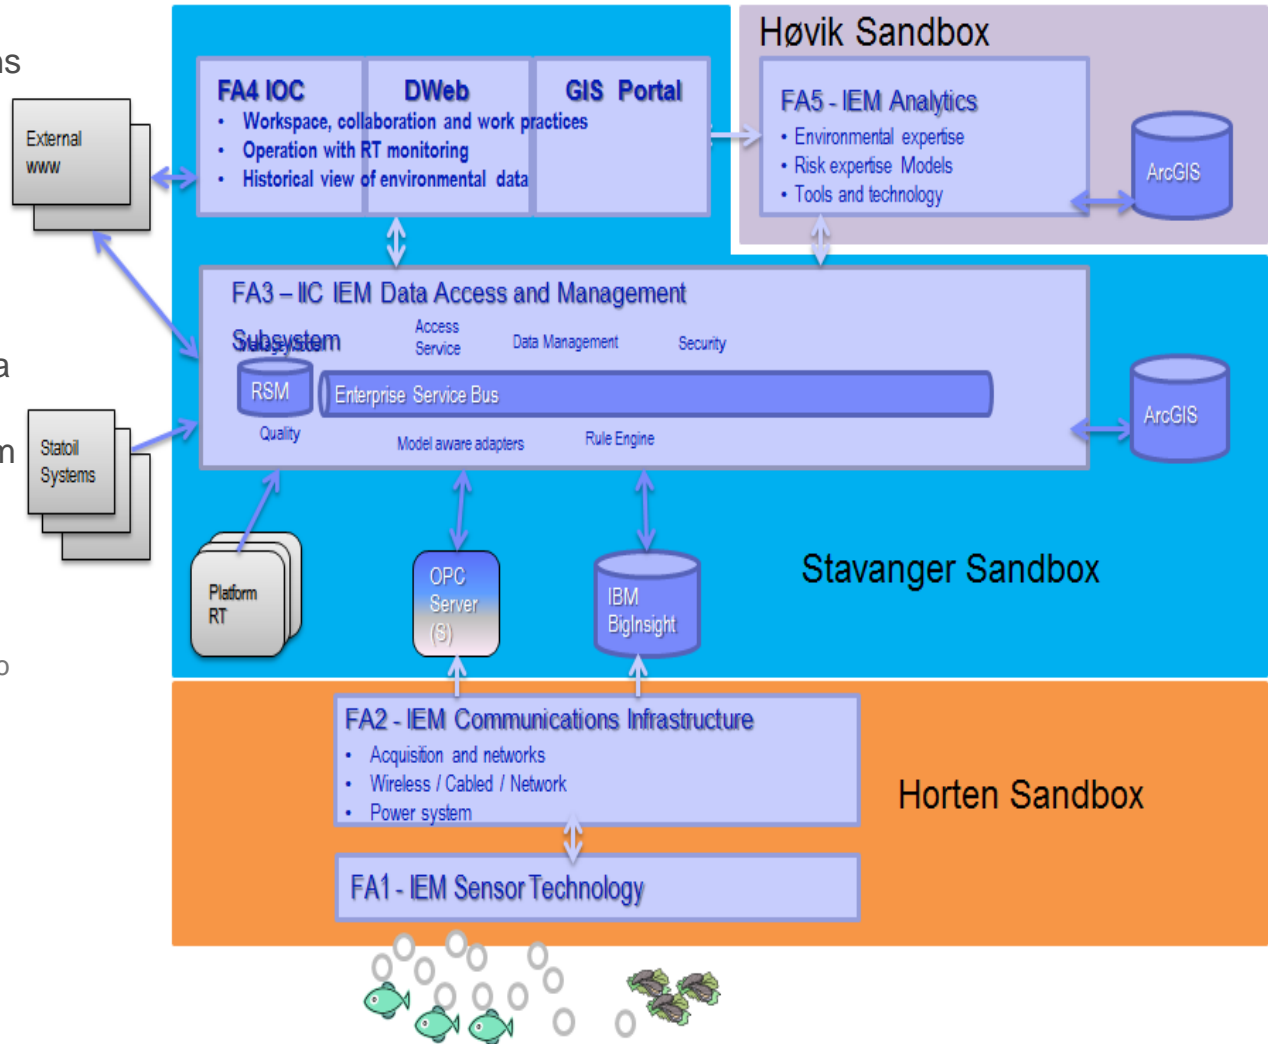 ns
Høvik Sandbox
FA4 IOC
DWeb
GIS Portal
• Workspace, collaboration and work practices
• Operation with RT monitoring
• Historical view of environmental data
FA5 - IEM Analytics
• Environmental expertise
• Risk expertise Models
• Tools and technology
ArcGIS
External
www
FA3 – IIC IEM Data Access and Management
Subsystem
Access
Service
Data Management
Security
a
RSM
Enterprise Service Bus
Quality
Model aware adapters
Rule Engine
ArcGIS
m
Statoil
Systems
Platform
RT
OPC
Server
(S)
IBM
BigInsight
Stavanger Sandbox
o
FA2 - IEM Communications Infrastructure
• Acquisition and networks
• Wireless / Cabled / Network
• Power system
Horten Sandbox
FA1 - IEM Sensor Technology